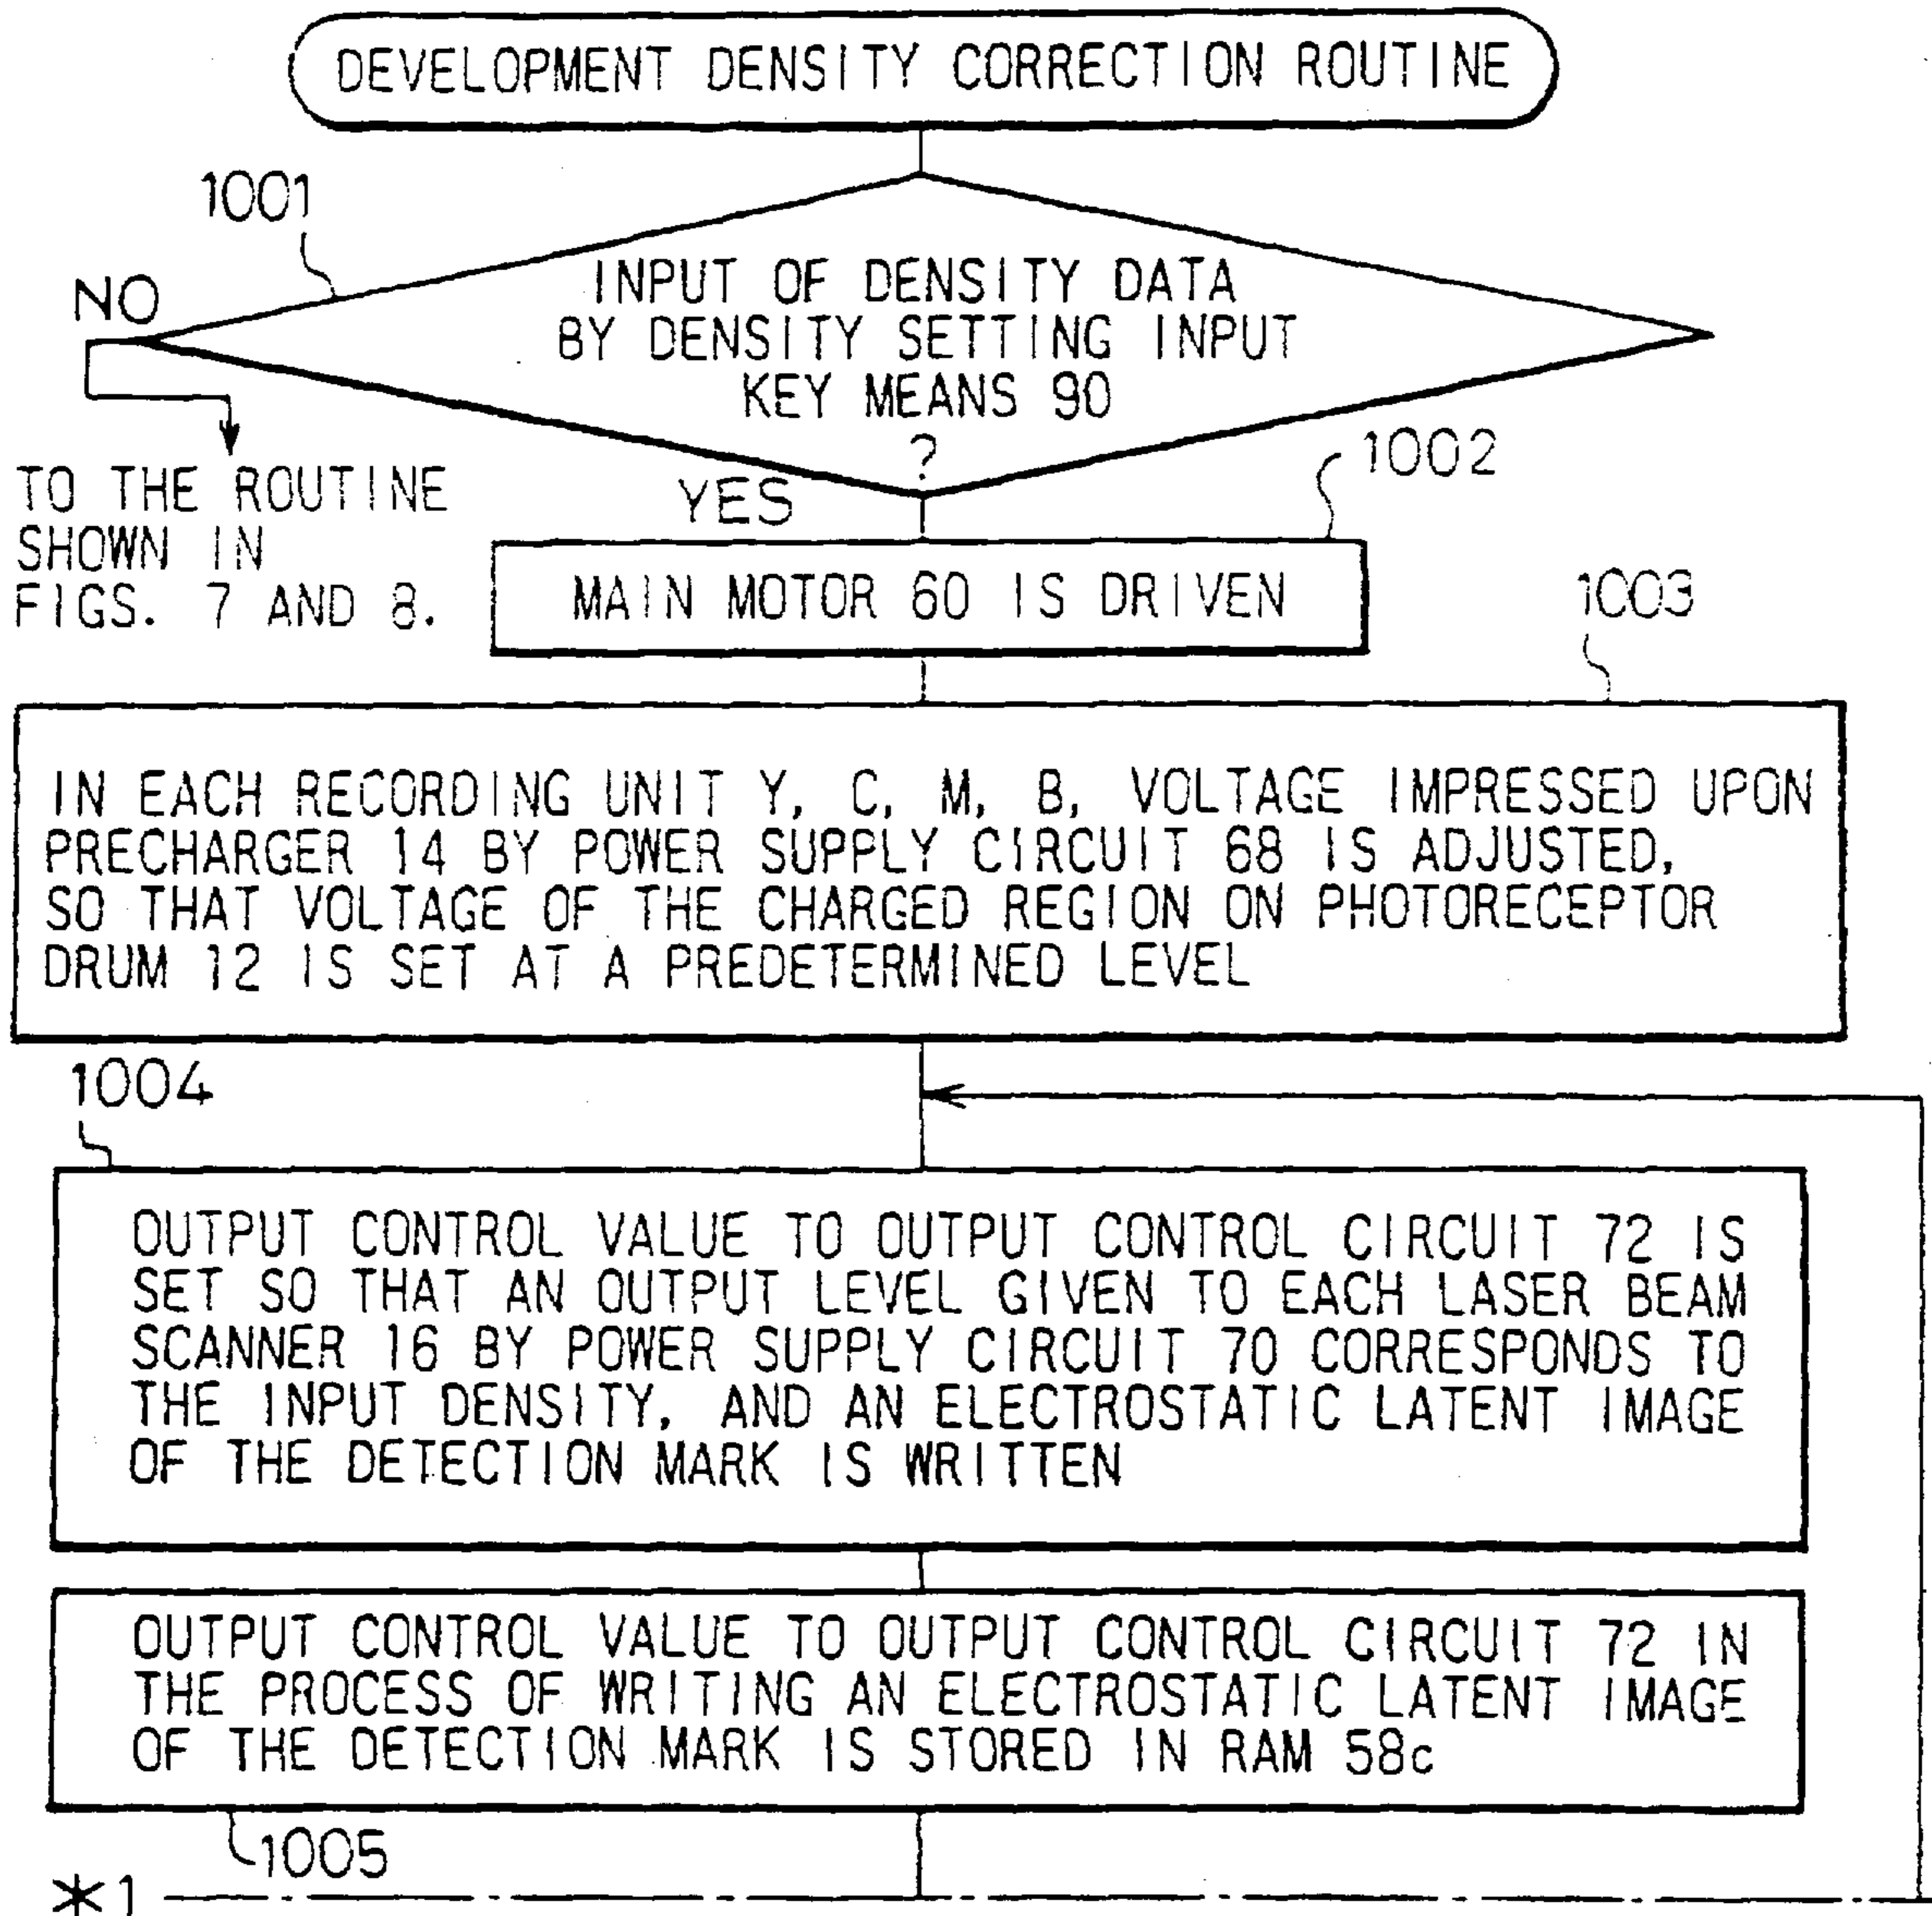 DEVELOPMENT DENSITY CORRECTION ROUTINE
1001
NO
INPUT OF DENSITY DATA
BY DENSITY SETTING INPUT
KEY MEANS 90
?
YES
1002
TO THE ROUTINE
SHOWN IN
FIGS. 7 AND 8.
MAIN MOTOR 60 IS DRIVEN
1003
IN EACH RECORDING UNIT Y, C, M, B, VOLTAGE IMPRESSED UPON
PRECHARGER 14 BY POWER SUPPLY CIRCUIT 68 IS ADJUSTED,
SO THAT VOLTAGE OF THE CHARGED REGION ON PHOTORECEPTOR
DRUM 12 IS SET AT A PREDETERMINED LEVEL
1004
OUTPUT CONTROL VALUE TO OUTPUT CONTROL CIRCUIT 72 IS
SET SO THAT AN OUTPUT LEVEL GIVEN TO EACH LASER BEAM
SCANNER 16 BY POWER SUPPLY CIRCUIT 70 CORRESPONDS TO
THE INPUT DENSITY, AND AN ELECTROSTATIC LATENT IMAGE
OF THE DETECTION MARK IS WRITTEN
OUTPUT CONTROL VALUE TO OUTPUT CONTROL CIRCUIT 72 IN
THE PROCESS OF WRITING AN ELECTROSTATIC LATENT IMAGE
OF THE DETECTION MARK IS STORED IN RAM 58c
1005
*1